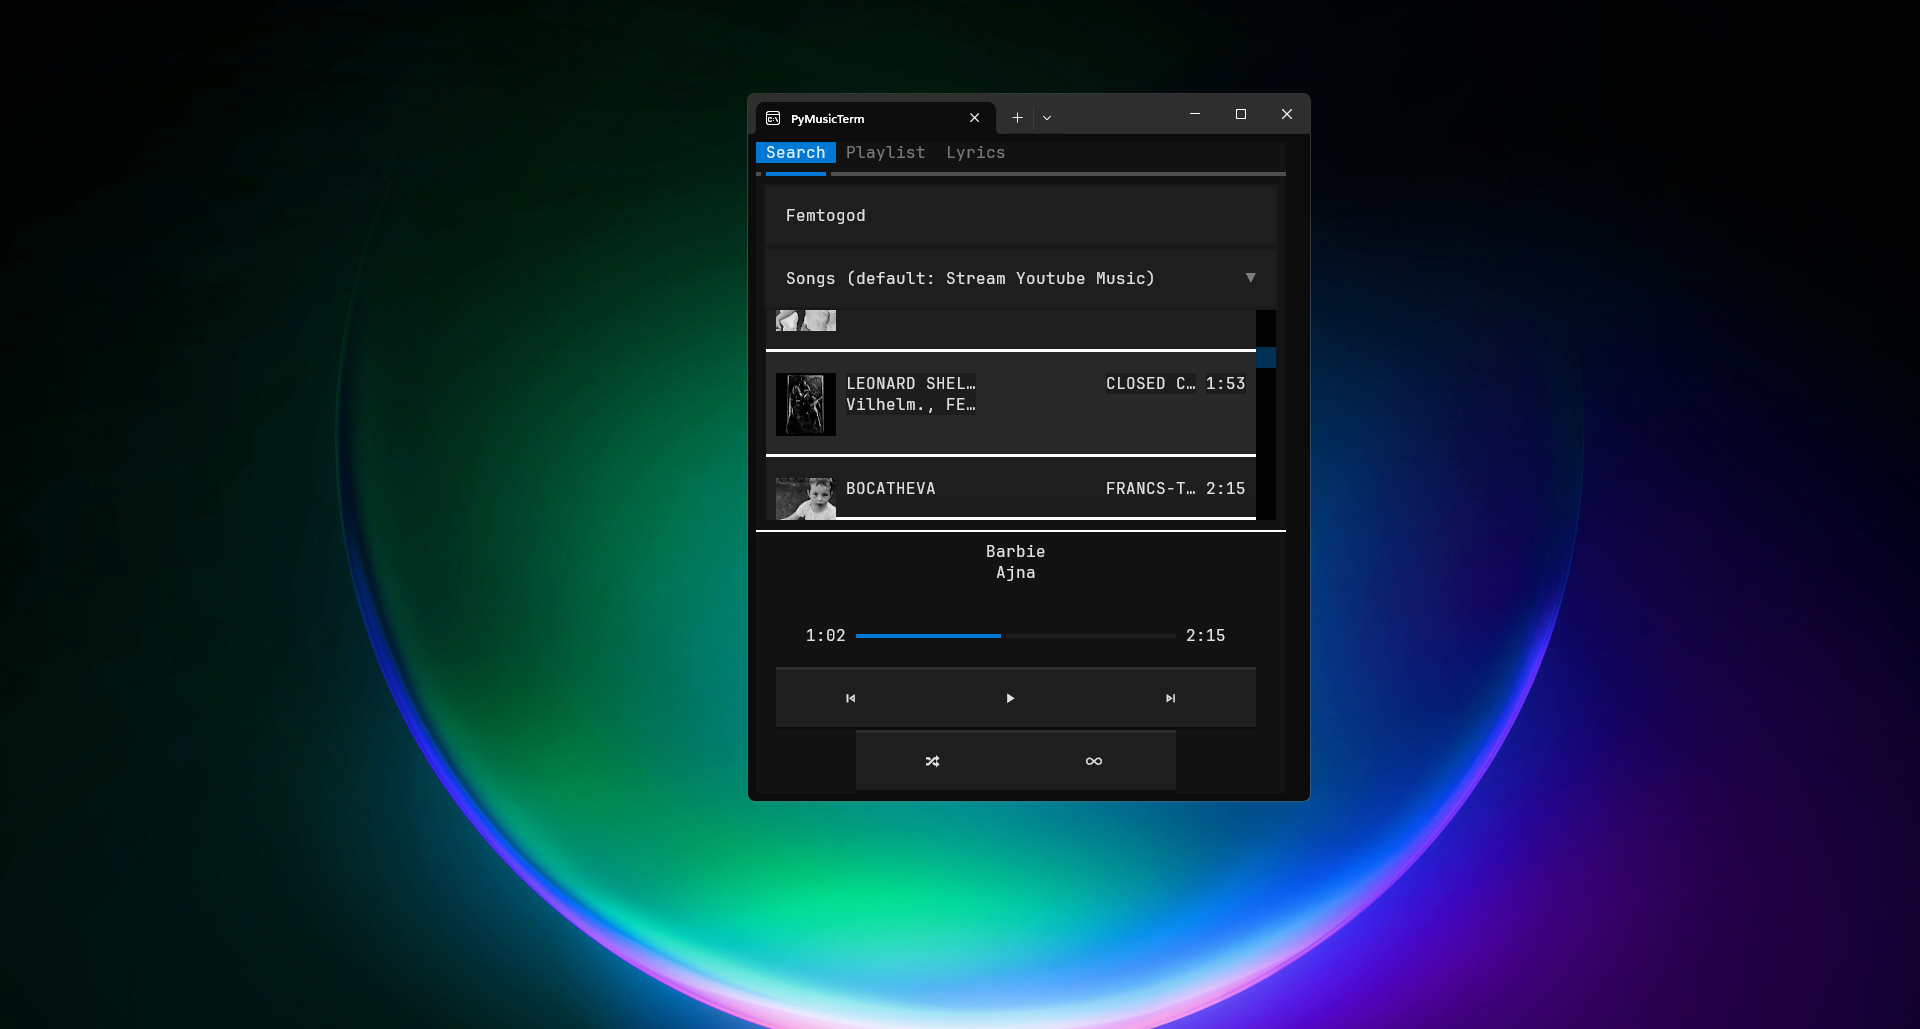 PyMusicTerm
Search Playlist Lyrics
Femtogod
Songs (default: Stream Youtube Music)
LEONARD SHEL… CLOSED C… 1:53
Vilhelm., FE…
BOCATHEVA FRANCS-T… 2:15
Barbie
Ajna
1:02 2:15